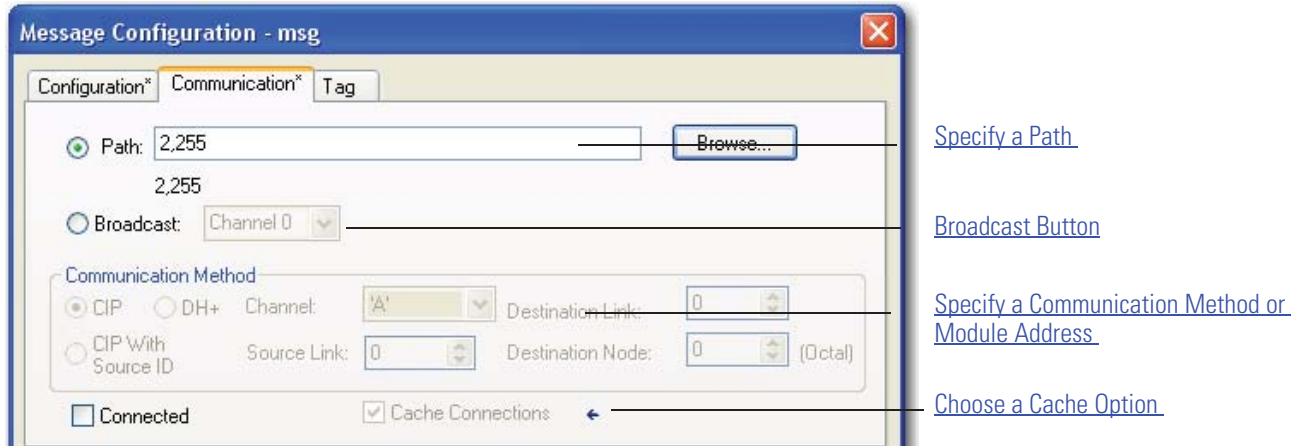 Message Configuration - msg
Configuration* Communication* Tag
Path: 2,255 Browse...
Specify a Path
2,255
Broadcast: Channel 0
Broadcast Button
Communication Method
CIP DH+ Channel: 'A' Destination Link: 0
Specify a Communication Method or
Module Address
CIP With
Source ID
Source Link: 0 Destination Node: 0 (Octal)
Connected Cache Connections
Choose a Cache Option